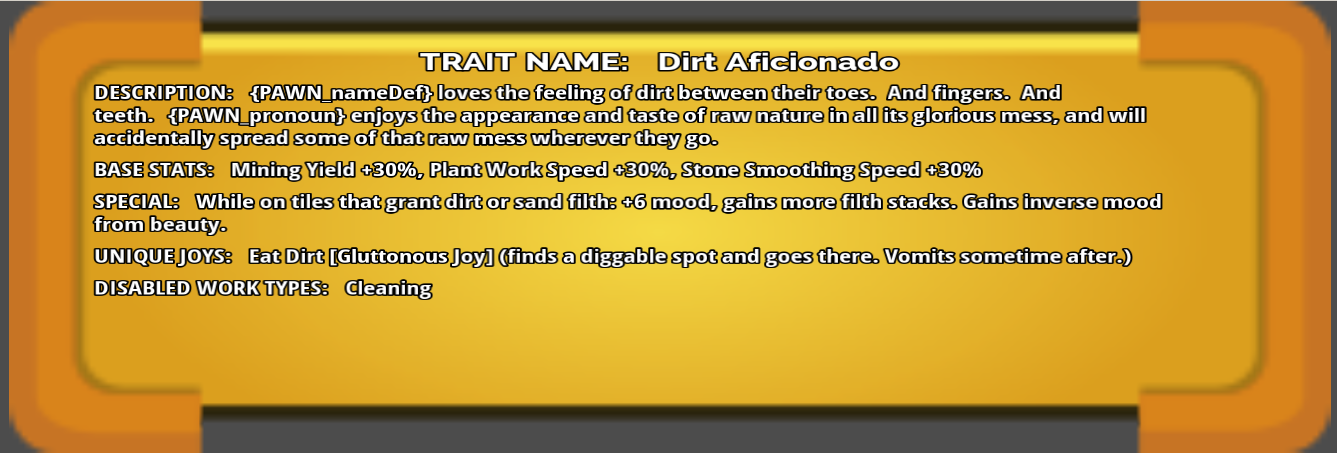 TRAIT NAME: Dirt Aficionado
DESCRIPTION: {PAWN_nameDef} loves the feeling of dirt between their toes. And fingers. And
teeth. {PAWN_pronoun} enjoys the appearance and taste of raw nature in all its glorious mess, and will
accidentally spread some of that raw mess wherever they go.
BASE STATS: Mining Yield +30%, Plant Work Speed +30%, Stone Smoothing Speed +30%
SPECIAL: While on tiles that grant dirt or sand filth: +6 mood, gains more filth stacks. Gains inverse mood
from beauty.
UNIQUE JOYS: Eat Dirt [Gluttonous Joy] (finds a diggable spot and goes there. Vomits sometime after.)
DISABLED WORK TYPES: Cleaning